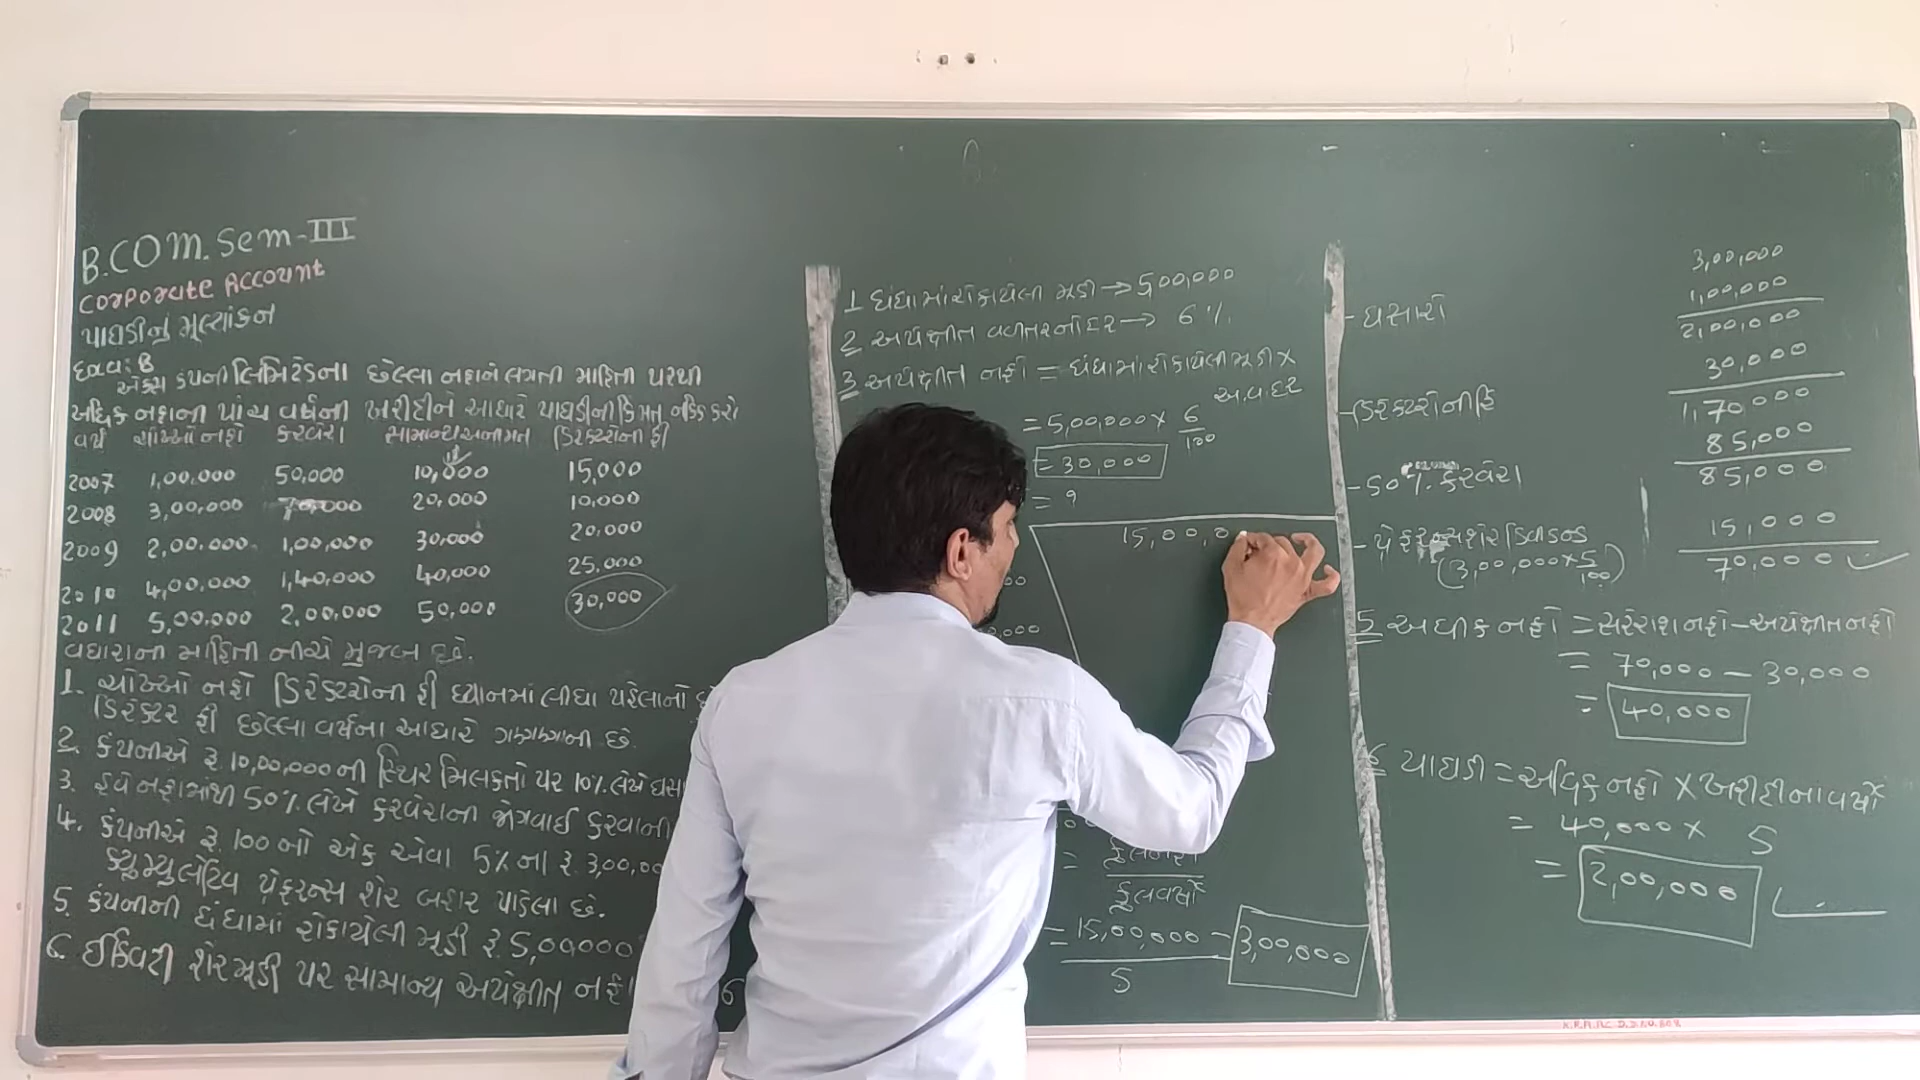 B.COM. Sem-III
Corporate Account
પાઘડીનું મૂલ્યાંકન
દાખલો: B
એક્સ કંપની લિમિટેડના છેલ્લા નફાને લગતી માહિતી પરથી
અધિક નફાના પાંચ વર્ષની ખરીદીને આધારે પાઘડીની કિંમત નક્કી કરો
વર્ષ ચોખ્ખો નફો કરવેરા સામાન્ય અનામત ડિરેક્ટરોની ફી
2007 1,00,000 50,000 10,000 15,000
2008 3,00,000 20,000 10,000
2009 2,00,000 1,00,000 30,000 20,000
2010 4,00,000 1,40,000 40,000 25,000
2011 5,00,000 2,00,000 50,000 30,000
વધારાની માહિતી નીચે મુજબ છે.
1. ચોખ્ખો નફો ડિરેક્ટરોની ફી ધ્યાનમાં લીધા પહેલાનો
ડિરેક્ટર ફી છેલ્લા વર્ષના આધારે ગણવાની છે.
2. કંપનીએ રૂ. 10,00,000 ની સ્થિર મિલકતો પર 10% લેખે
3. હવે નફામાંથી 50% લેખે કરવેરાની જોગવાઈ કરવાની
4. કંપનીએ રૂ. 100 નો એક એવા 5% ના રૂ. 300,00
ક્યુમ્યુલેટિવ પ્રેફરન્સ શેર બહાર પાડેલા છે.
5. કંપનીની ધંધામાં રોકાયેલી મૂડી રૂ. 5,00,000
6. ઈક્વિટી શેરમૂડી પર સામાન્ય અપેક્ષીત 6
1 ધંધામાં રોકાયેલી મૂડી → 500,000
2 અપેક્ષીત વળતરનો દર → 6 %
3 અપેક્ષીત નફો = ધંધામાં રોકાયેલી મૂડી ×
અ.વ.દર
= 5,00,000 × 6/100
= 30,000
= ?
15,00,0
00
,000
= કુલ નફો
કુલવર્ષો
= 15,00,000 - 3,00,000
5
3,00,000
- ઘસારો 1,00,000
2,00,000
- ડિરેક્ટરોની ફિ 30,000
1,70,000
85,000
- 50% કરવેરા 85,000
- પ્રેફરન્સ શેર ડિવીડન્ડ 15,000
(3,00,000 × 5/100) 70,000
5 અધીક નફો = સરેરાશ નફો - અપેક્ષીત નફો
= 70,000 - 30,000
= 40,000
6 પાઘડી = અધિક નફો × ખરીદીના વર્ષો
= 40,000 × 5
= 2,00,000